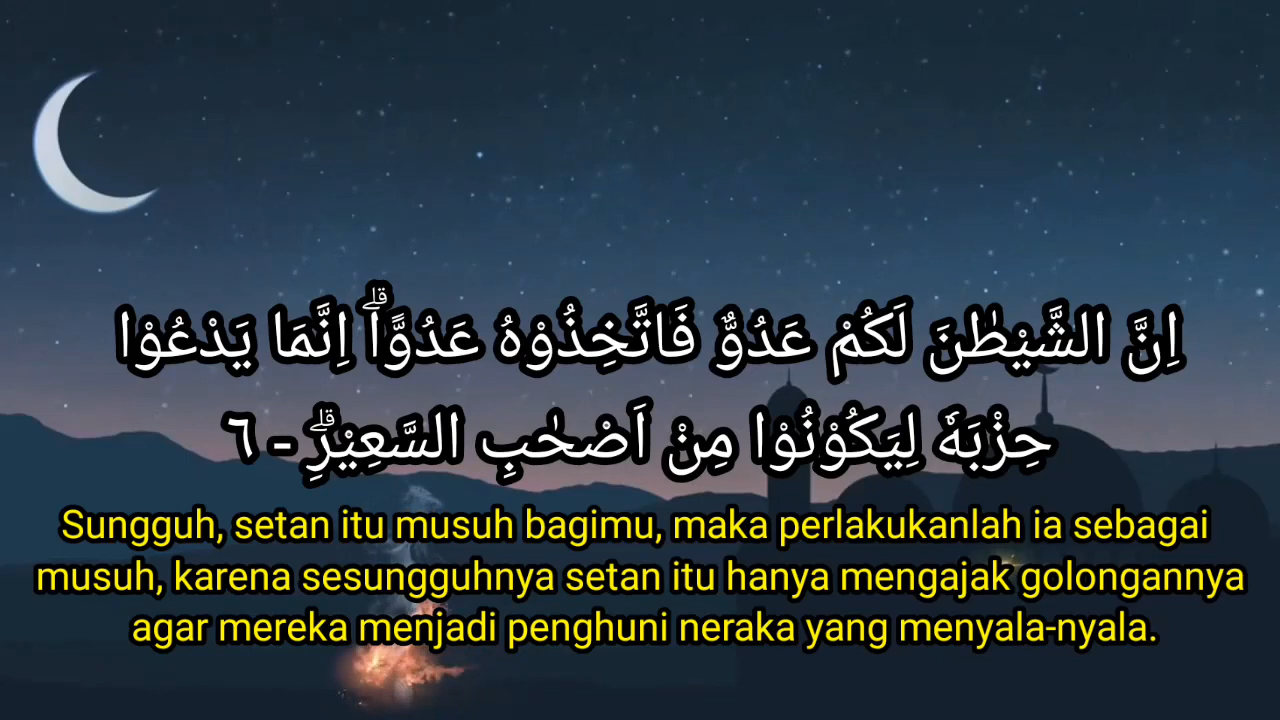 اِنَّ الشَّيْطٰنَ لَكُمْ عَدُوٌّ فَاتَّخِذُوْهُ عَدُوًّاۗ اِنَّمَا يَدْعُوْا
حِزْبَهٗ لِيَكُوْنُوْا مِنْ اَصْحٰبِ السَّعِيْرِۗ - ٦
Sungguh, setan itu musuh bagimu, maka perlakukanlah ia sebagai
musuh, karena sesungguhnya setan itu hanya mengajak golongannya
agar mereka menjadi penghuni neraka yang menyala-nyala.